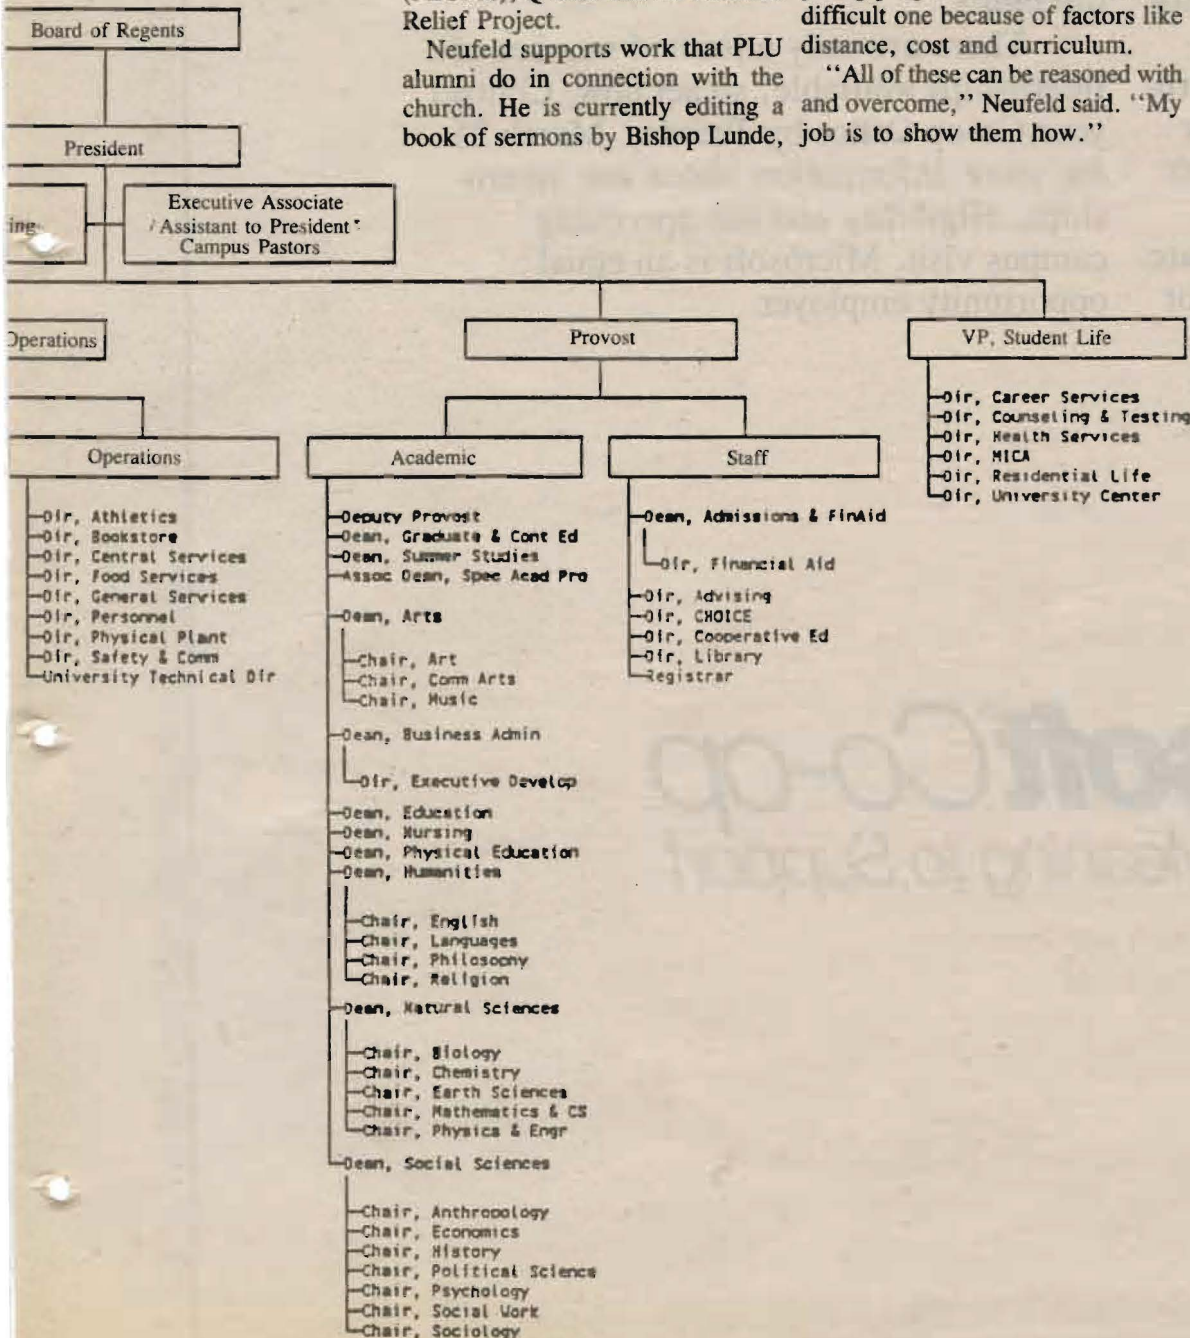 Relief Project.
Neufeld supports work that PLU
alumni do in connection with the
church. He is currently editing a
book of sermons by Bishop Lunde,
difficult one because of factors like
distance, cost and curriculum.
"All of these can be reasoned with
and overcome," Neufeld said. "My
job is to show them how."
Board of Regents
President
Executive Associate
Assistant to President
Campus Pastors
Operations
Provost
VP, Student Life
Dir, Career Services
Dir, Counseling & Testing
Dir, Health Services
Dir, MICA
Dir, Residential Life
Dir, University Center
Operations
Dir, Athletics
Dir, Bookstore
Dir, Central Services
Dir, Food Services
Dir, General Services
Dir, Personnel
Dir, Physical Plant
Dir, Safety & Comm
University Technical Dir
Academic
Deputy Provost
Dean, Graduate & Cont Ed
Dean, Summer Studies
Assoc Dean, Spec Acad Pro
Dean, Arts
Chair, Art
Chair, Comm Arts
Chair, Music
Dean, Business Admin
Dir, Executive Develop
Dean, Education
Dean, Nursing
Dean, Physical Education
Dean, Humanities
Chair, English
Chair, Languages
Chair, Philosophy
Chair, Religion
Dean, Natural Sciences
Chair, Biology
Chair, Chemistry
Chair, Earth Sciences
Chair, Mathematics & CS
Chair, Physics & Engr
Dean, Social Sciences
Chair, Anthropology
Chair, Economics
Chair, History
Chair, Political Science
Chair, Psychology
Chair, Social Work
Chair, Sociology
Staff
Dean, Admissions & FinAid
Dir, Financial Aid
Dir, Advising
Dir, CHOICE
Dir, Cooperative Ed
Dir, Library
Registrar